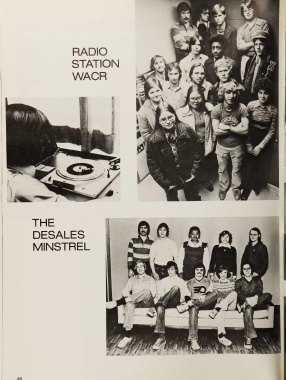 RADIO
STATION
WACR
THE
DESALES
MINSTREL